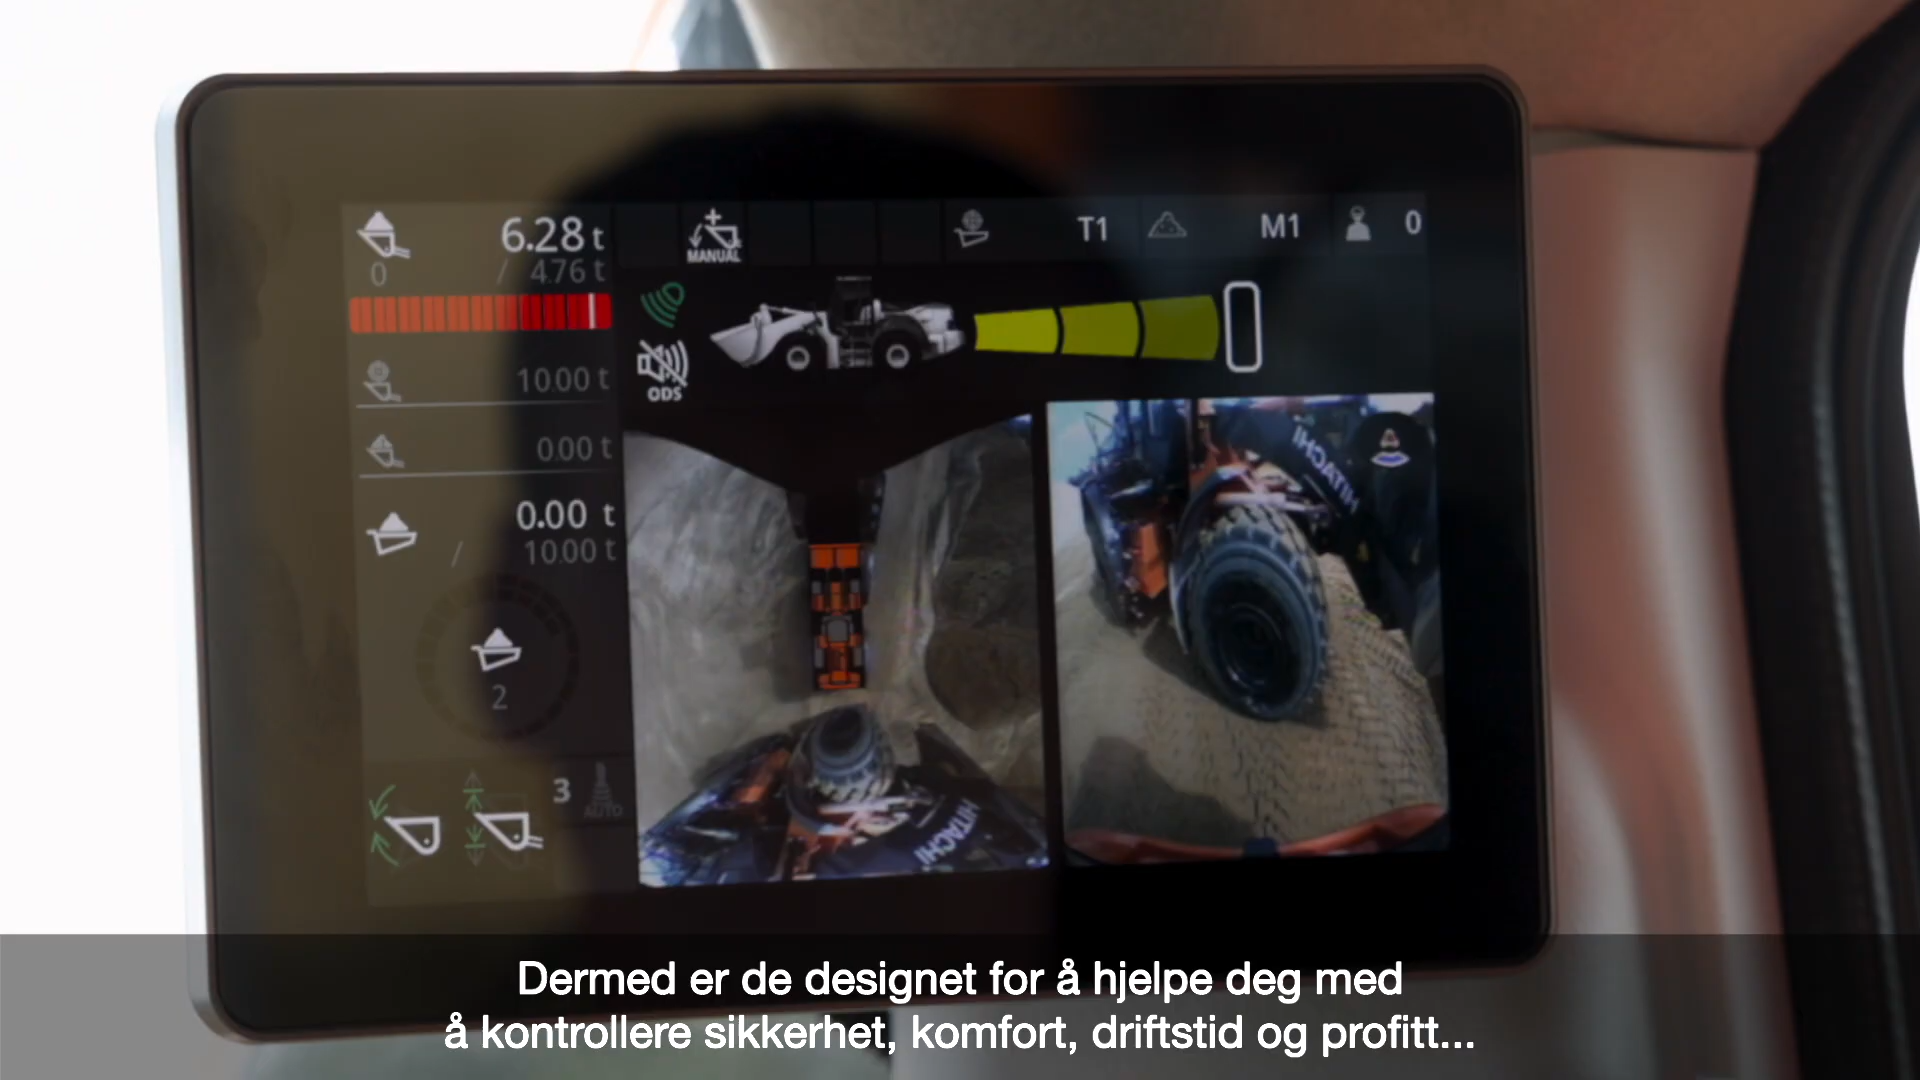 6.28 t
0 / 4.76 t
MANUAL
T1
M1
0
10.00 t
ODS
0.00 t
0.00 t
/ 10.00 t
2
3
AUTO
HITACHI
HITACHI
Dermed er de designet for å hjelpe deg med
å kontrollere sikkerhet, komfort, driftstid og profitt...